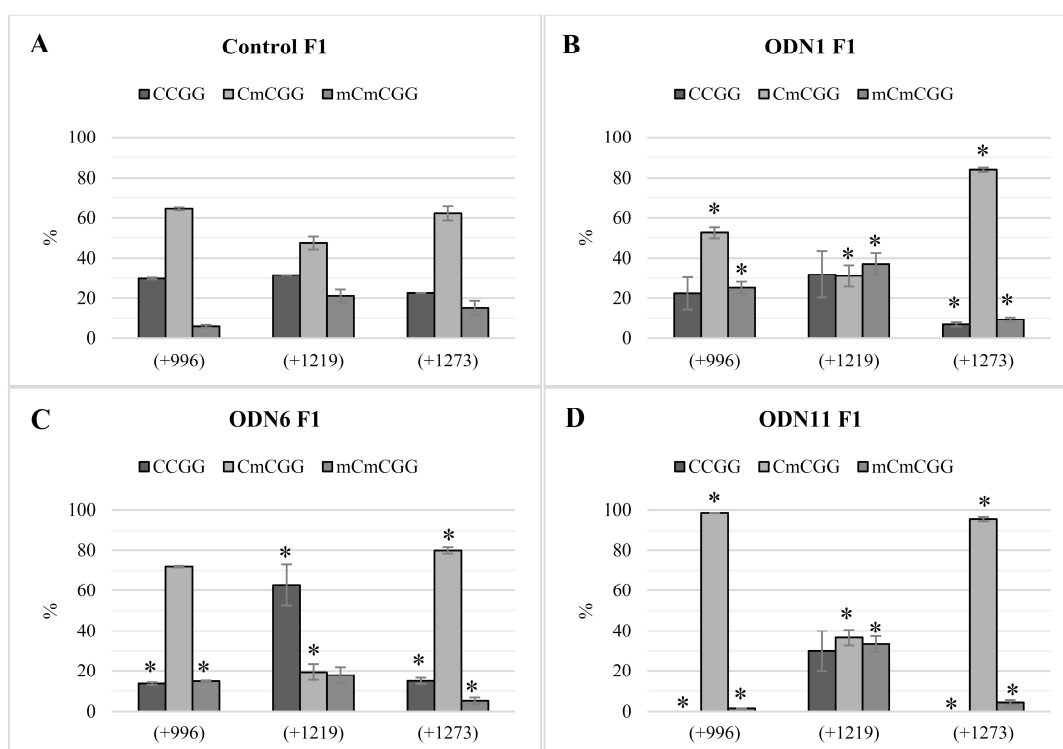 A
Control F1
CCGG CmCGG mCmCGG
100
80
60
40
20
0
%
(+996) (+1219) (+1273)
B
ODN1 F1
CCGG CmCGG mCmCGG
100
80
60
40
20
0
%
* * * * * * *
(+996) (+1219) (+1273)
C
ODN6 F1
CCGG CmCGG mCmCGG
100
80
60
40
20
0
%
* * * * * * *
(+996) (+1219) (+1273)
D
ODN11 F1
CCGG CmCGG mCmCGG
100
80
60
40
20
0
%
* * * * * * * *
(+996) (+1219) (+1273)